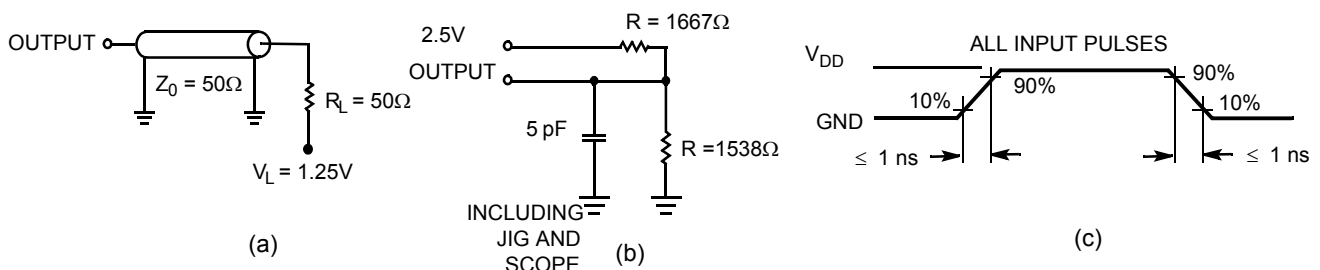 OUTPUT
Z0 = 50Ω
RL = 50Ω
VL = 1.25V
(a)
R = 1667Ω
2.5V
OUTPUT
5 pF
R =1538Ω
INCLUDING
JIG AND
SCOPE
(b)
ALL INPUT PULSES
VDD
90%
90%
10%
10%
GND
≤ 1 ns
≤ 1 ns
(c)